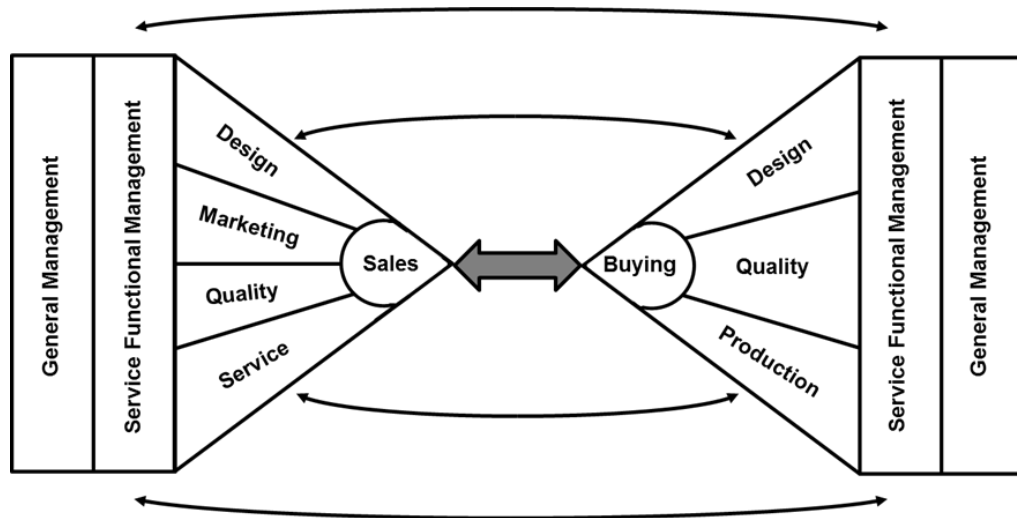 General Management
Service Functional Management
Design
Marketing
Quality
Service
Sales
Buying
Design
Quality
Production
Service Functional Management
General Management